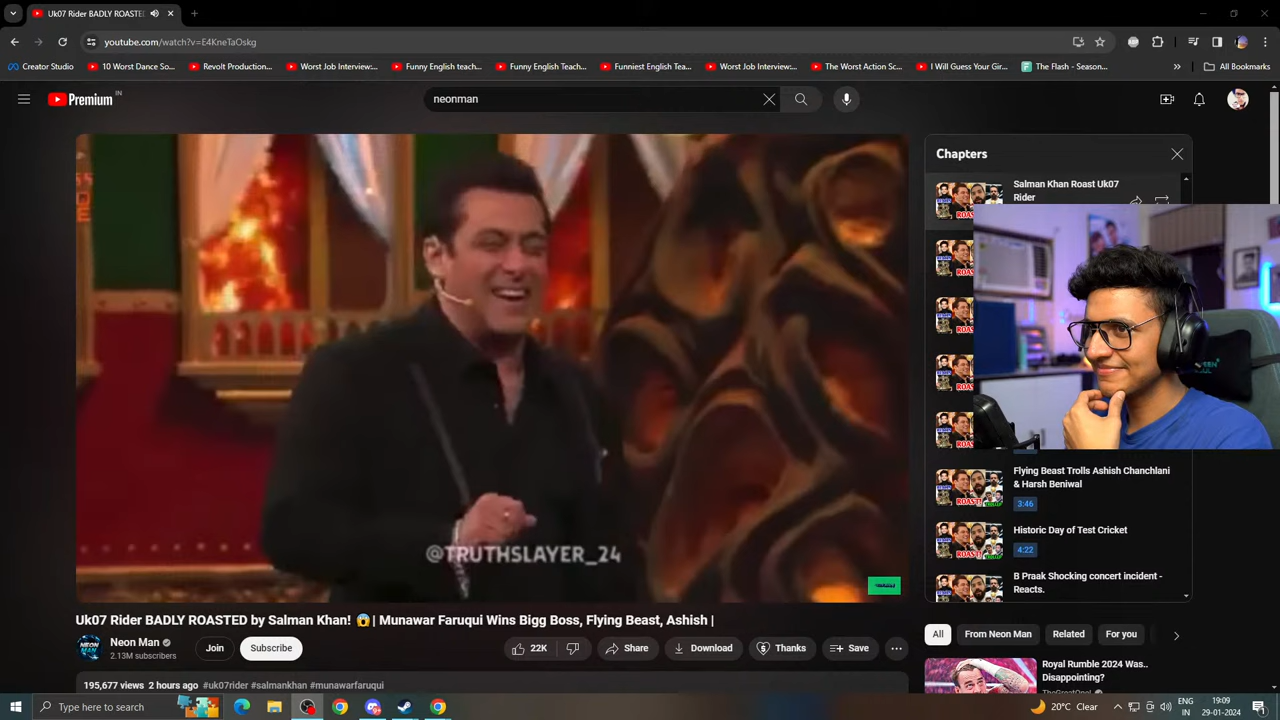 Uk07 Rider BADLY ROASTED
youtube.com/watch?v=E4KneTaOskg
Creator Studio
10 Worst Dance So...
Revolt Production...
Worst Job Interview:...
Funny English teach...
Funny English Teach...
Funniest English Tea...
Worst Job Interview:...
The Worst Action Sc...
I Will Guess Your Gir...
The Flash - Season...
All Bookmarks
Premium IN
neonman
Chapters
Salman Khan Roast Uk07
Rider
Flying Beast Trolls Ashish Chanchlani
& Harsh Beniwal
3:46
Historic Day of Test Cricket
4:22
B Praak Shocking concert incident -
Reacts.
@TRUTHSLAYER_24
Uk07 Rider BADLY ROASTED by Salman Khan! 😱| Munawar Faruqui Wins Bigg Boss, Flying Beast, Ashish |
Neon Man
2.13M subscribers
Join
Subscribe
22K
Share
Download
Thanks
Save
All
From Neon Man
Related
For you
195,677 views 2 hours ago #uk07rider #salmankhan #munawarfaruqui
Royal Rumble 2024 Was..
Disappointing?
TheGreatOne!
Type here to search
20°C Clear
ENG
IN
19:09
29-01-2024